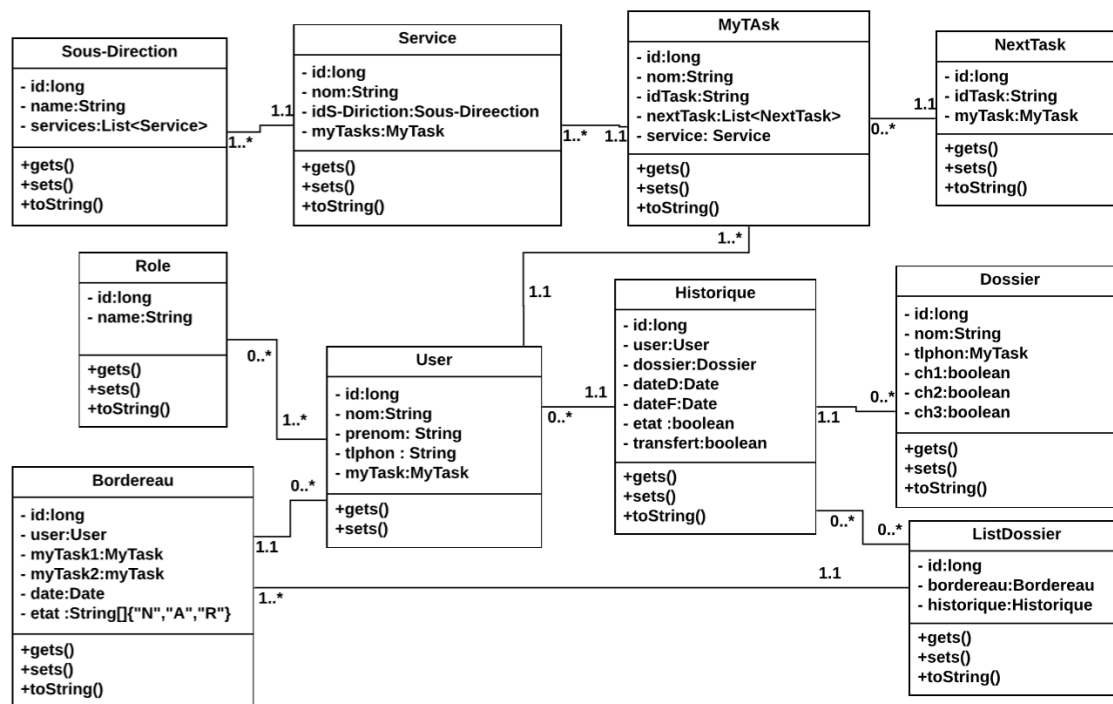 Sous-Direction
- id:long
- name:String
- services:List<Service>
+gets()
+sets()
+toString()
1..*
1.1
Service
- id:long
- nom:String
- idS-Diriction:Sous-Direection
- myTasks:MyTask
+gets()
+sets()
+toString()
1..*
1.1
MyTAsk
- id:long
- nom:String
- idTask:String
- nextTask:List<NextTask>
- service: Service
+gets()
+sets()
+toString()
0..*
1.1
NextTask
- id:long
- idTask:String
- myTask:MyTask
+gets()
+sets()
+toString()
1..*
1.1
Role
- id:long
- name:String
+gets()
+sets()
+toString()
0..*
1..*
User
- id:long
- nom:String
- prenom: String
- tlphon : String
- myTask:MyTask
+gets()
+sets()
0..*
1.1
Historique
- id:long
- user:User
- dossier:Dossier
- dateD:Date
- dateF:Date
- etat :boolean
- transfert:boolean
+gets()
+sets()
+toString()
1.1
0..*
Dossier
- id:long
- nom:String
- tlphon:MyTask
- ch1:boolean
- ch2:boolean
- ch3:boolean
+gets()
+sets()
+toString()
Bordereau
- id:long
- user:User
- myTask1:MyTask
- myTask2:myTask
- date:Date
- etat :String[]{"N","A","R"}
+gets()
+sets()
+toString()
0..*
1.1
1..*
1.1
0..*
0..*
ListDossier
- id:long
- bordereau:Bordereau
- historique:Historique
+gets()
+sets()
+toString()